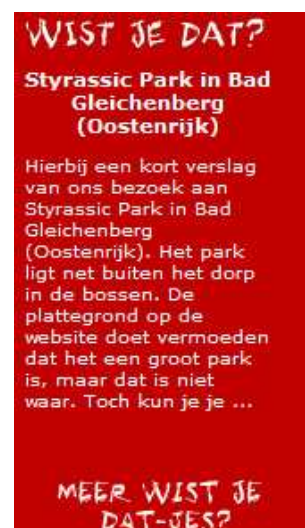 WIST JE DAT?
Styrassic Park in Bad
Gleichenberg
(Oostenrijk)
Hierbij een kort verslag
van ons bezoek aan
Styrassic Park in Bad
Gleichenberg
(Oostenrijk). Het park
ligt net buiten het dorp
in de bossen. De
plattegrond op de
website doet vermoeden
dat het een groot park
is, maar dat is niet
waar. Toch kun je je ...
MEER WIST JE
DAT-JES?